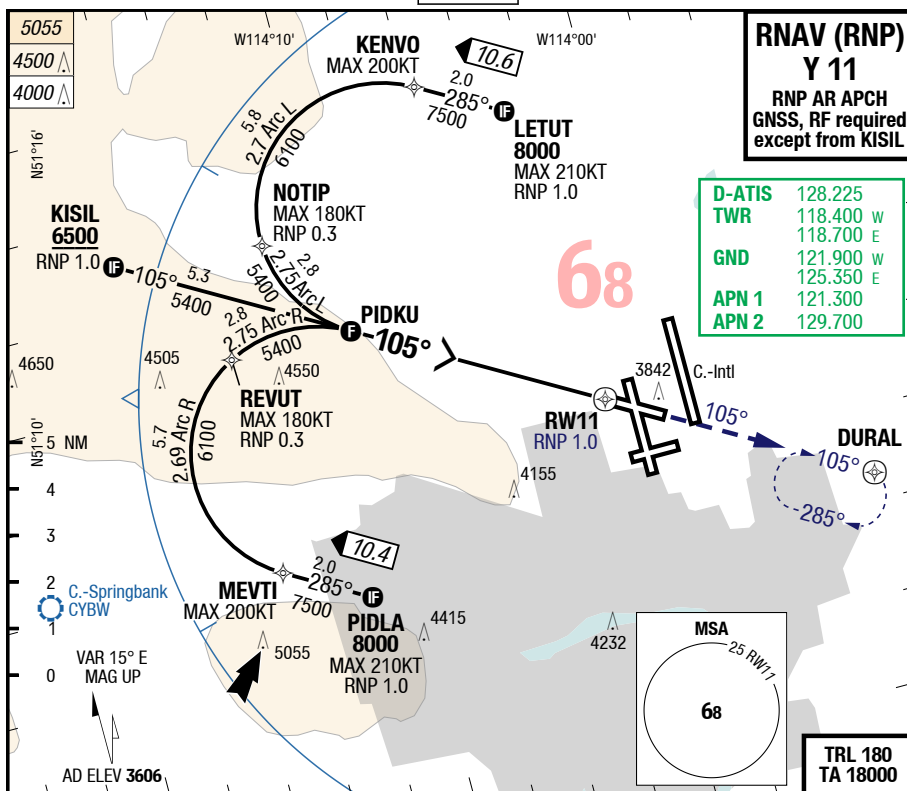 5055
4500
4000
W114°10'
W114°00'
N51°16'
N51°10'
RNAV (RNP)
Y 11
RNP AR APCH
GNSS, RF required
except from KISIL
D-ATIS 128.225
TWR 118.400 W
118.700 E
GND 121.900 W
125.350 E
APN 1 121.300
APN 2 129.700
KENVO
MAX 200KT
10.6
2.0
285°
7500
IF
LETUT
8000
MAX 210KT
RNP 1.0
5.8
2.7 Arc L
6100
NOTIP
MAX 180KT
RNP 0.3
2.8
2.75 Arc L
5400
KISIL
6500
RNP 1.0
IF
105°
5.3
5400
68
F
PIDKU
105°
2.8
2.75 Arc R
5400
REVUT
MAX 180KT
RNP 0.3
4650
4505
4550
3842
C.-Intl
RW11
RNP 1.0
105°
DURAL
105°
285°
5.7
2.69 Arc R
6100
4155
5 NM
4
3
2
1
0
10.4
2.0
285°
7500
IF
MEVTI
MAX 200KT
PIDLA
8000
MAX 210KT
RNP 1.0
C.-Springbank
CYBW
5055
4415
4232
VAR 15° E
MAG UP
AD ELEV 3606
MSA
25 RW11
68
TRL 180
TA 18000